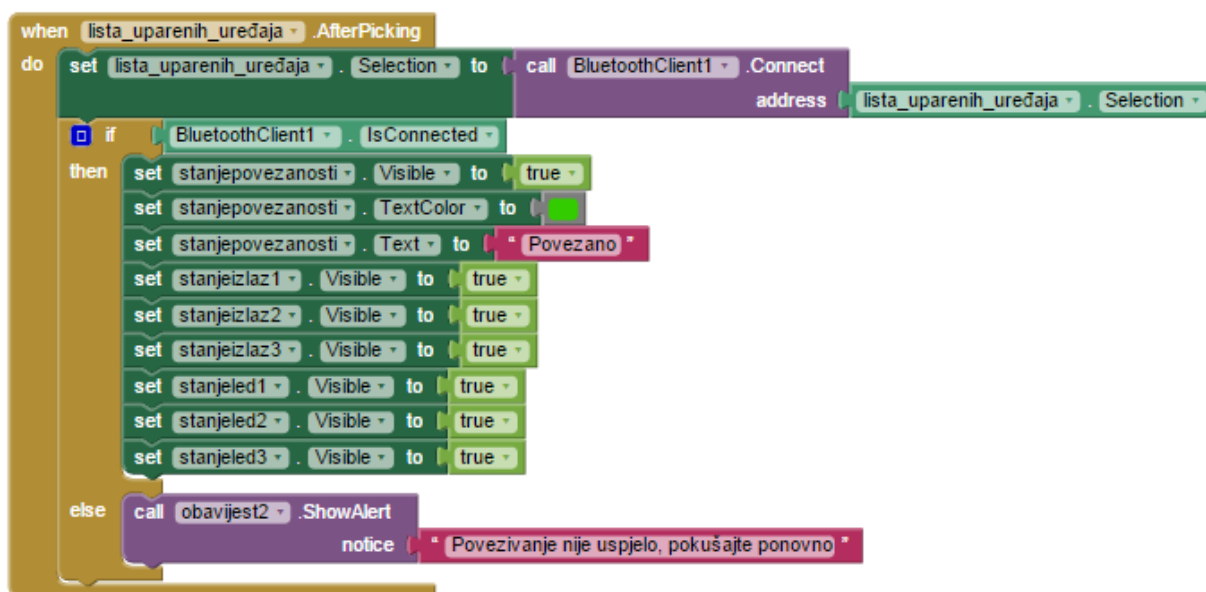 when lista_uparenih_uređaja .AfterPicking
do set lista_uparenih_uređaja . Selection to call BluetoothClient1 .Connect
address lista_uparenih_uređaja . Selection
if BluetoothClient1 . IsConnected
then set stanjepovezanosti . Visible to true
set stanjepovezanosti . TextColor to
set stanjepovezanosti . Text to " Povezano "
set stanjeizlaz1 . Visible to true
set stanjeizlaz2 . Visible to true
set stanjeizlaz3 . Visible to true
set stanjeled1 . Visible to true
set stanjeled2 . Visible to true
set stanjeled3 . Visible to true
else call obavijest2 .ShowAlert
notice " Povezivanje nije uspjelo, pokušajte ponovno "